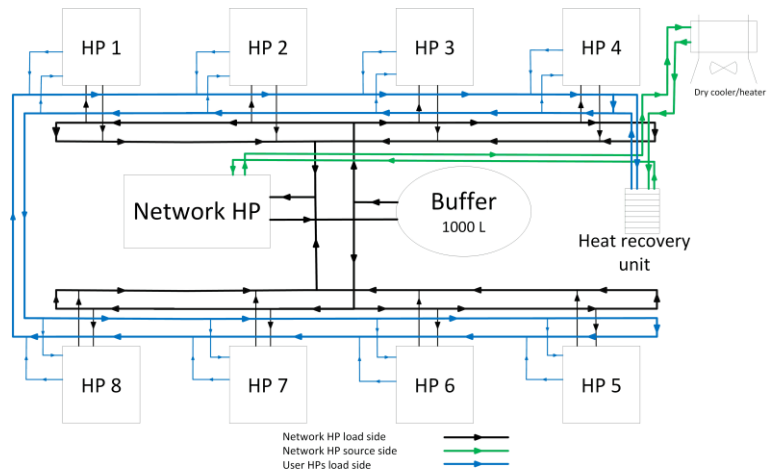 HP 1
HP 2
HP 3
HP 4
Dry cooler/heater
Network HP
Buffer
1000 L
Heat recovery
unit
HP 8
HP 7
HP 6
HP 5
Network HP load side
Network HP source side
User HPs load side